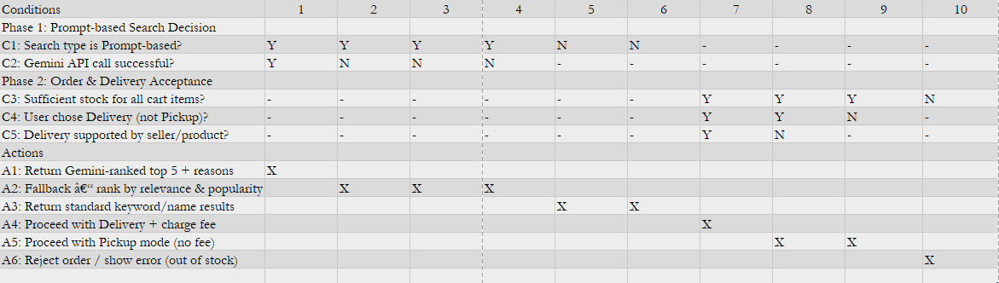 Conditions 1 2 3 4 5 6 7 8 9 10
Phase 1: Prompt-based Search Decision
C1: Search type is Prompt-based? Y Y Y Y N N - - - -
C2: Gemini API call successful? Y N N N - - - - - -
Phase 2: Order & Delivery Acceptance
C3: Sufficient stock for all cart items? - - - - - - Y Y Y N
C4: User chose Delivery (not Pickup)? - - - - - - Y Y N -
C5: Delivery supported by seller/product? - - - - - - Y N - -
Actions
A1: Return Gemini-ranked top 5 + reasons X
A2: Fallback â€“ rank by relevance & popularity X X X
A3: Return standard keyword/name results X X
A4: Proceed with Delivery + charge fee X
A5: Proceed with Pickup mode (no fee) X X
A6: Reject order / show error (out of stock) X